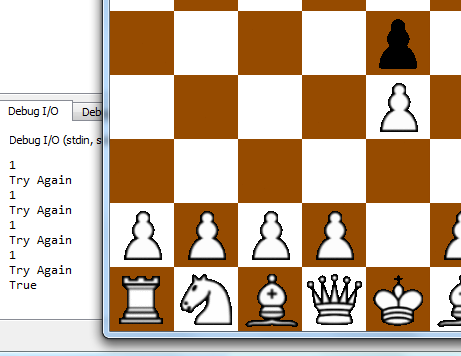 Debug I/O
Deb
Debug I/O (stdin, s
1
Try Again
1
Try Again
1
Try Again
1
Try Again
True